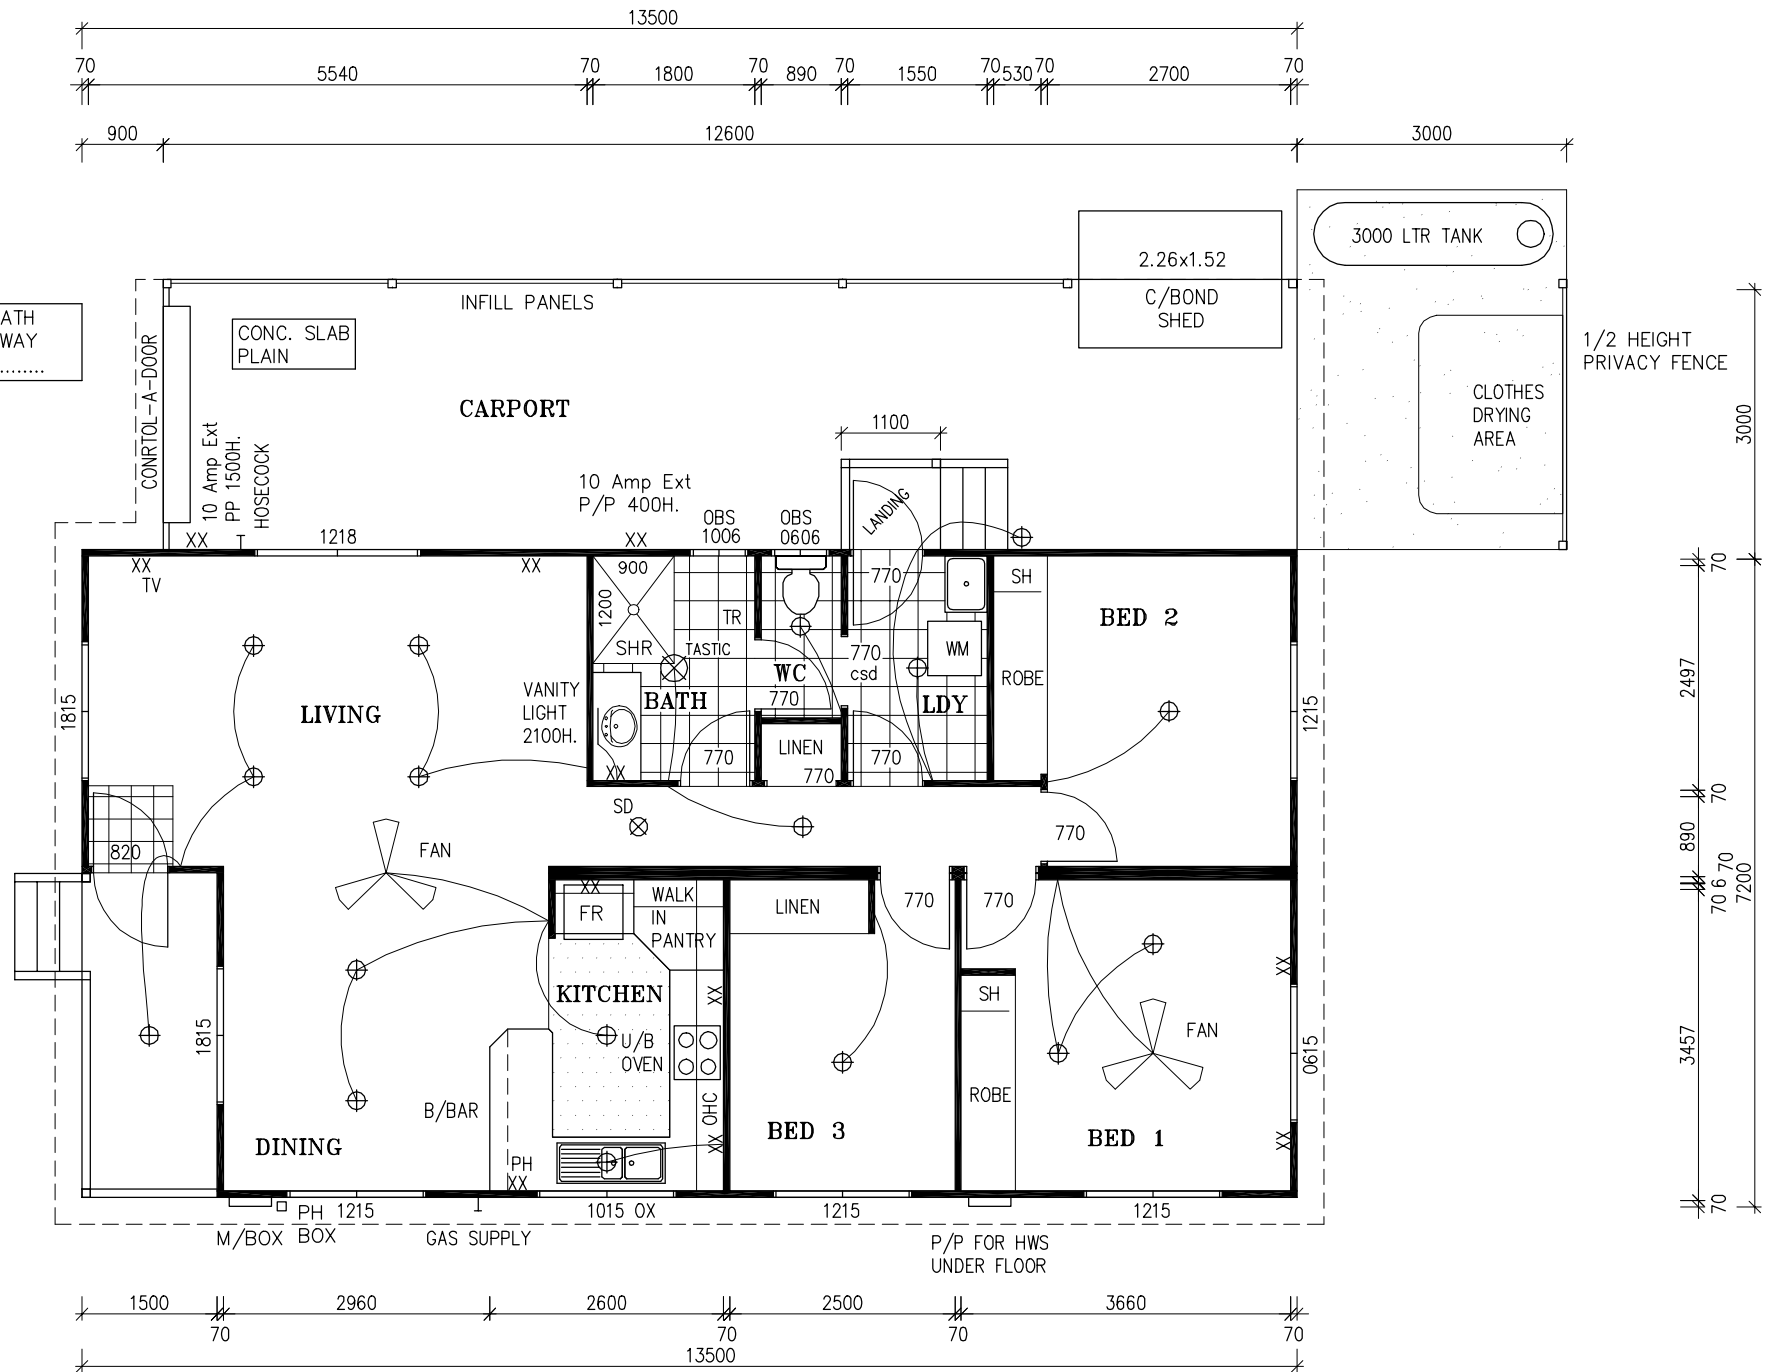 13500
70 5540 70 1800 70 890 70 1550 70 530 70 2700 70
900 12600 3000
3000 LTR TANK
2.26x1.52
C/BOND
SHED
INFILL PANELS
ATH
WAY
........
CONC. SLAB
PLAIN
CONRTOL-A-DOOR
1/2 HEIGHT
PRIVACY FENCE
CLOTHES
DRYING
AREA
CARPORT
3000
1100
10 Amp Ext
PP 1500H.
HOSECOCK
10 Amp Ext
P/P 400H.
LANDING
OBS
1006
OBS
0606
XX
1218
XX
XX
TV
XX
900
1200
SHR
TR
TASTIC
770
770
csd
WM
SH
ROBE
BED 2
70
2497
1215
1815
LIVING
VANITY
LIGHT
2100H.
BATH
WC
770
LDY
770
LINEN
770
770
XX
SD
70
890
70
6
70
7200
820
FAN
770
XX
FR
WALK
IN
PANTRY
LINEN
770
770
XX
KITCHEN
XX
SH
U/B
OVEN
FAN
1815
0615
3457
B/BAR
OHC
ROBE
DINING
BED 3
BED 1
XX
XX
PH
XX
70
PH
BOX
1215
1015 OX
1215
1215
M/BOX
GAS SUPPLY
P/P FOR HWS
UNDER FLOOR
1500 2960 2600 2500 3660
70 70 70 70
13500